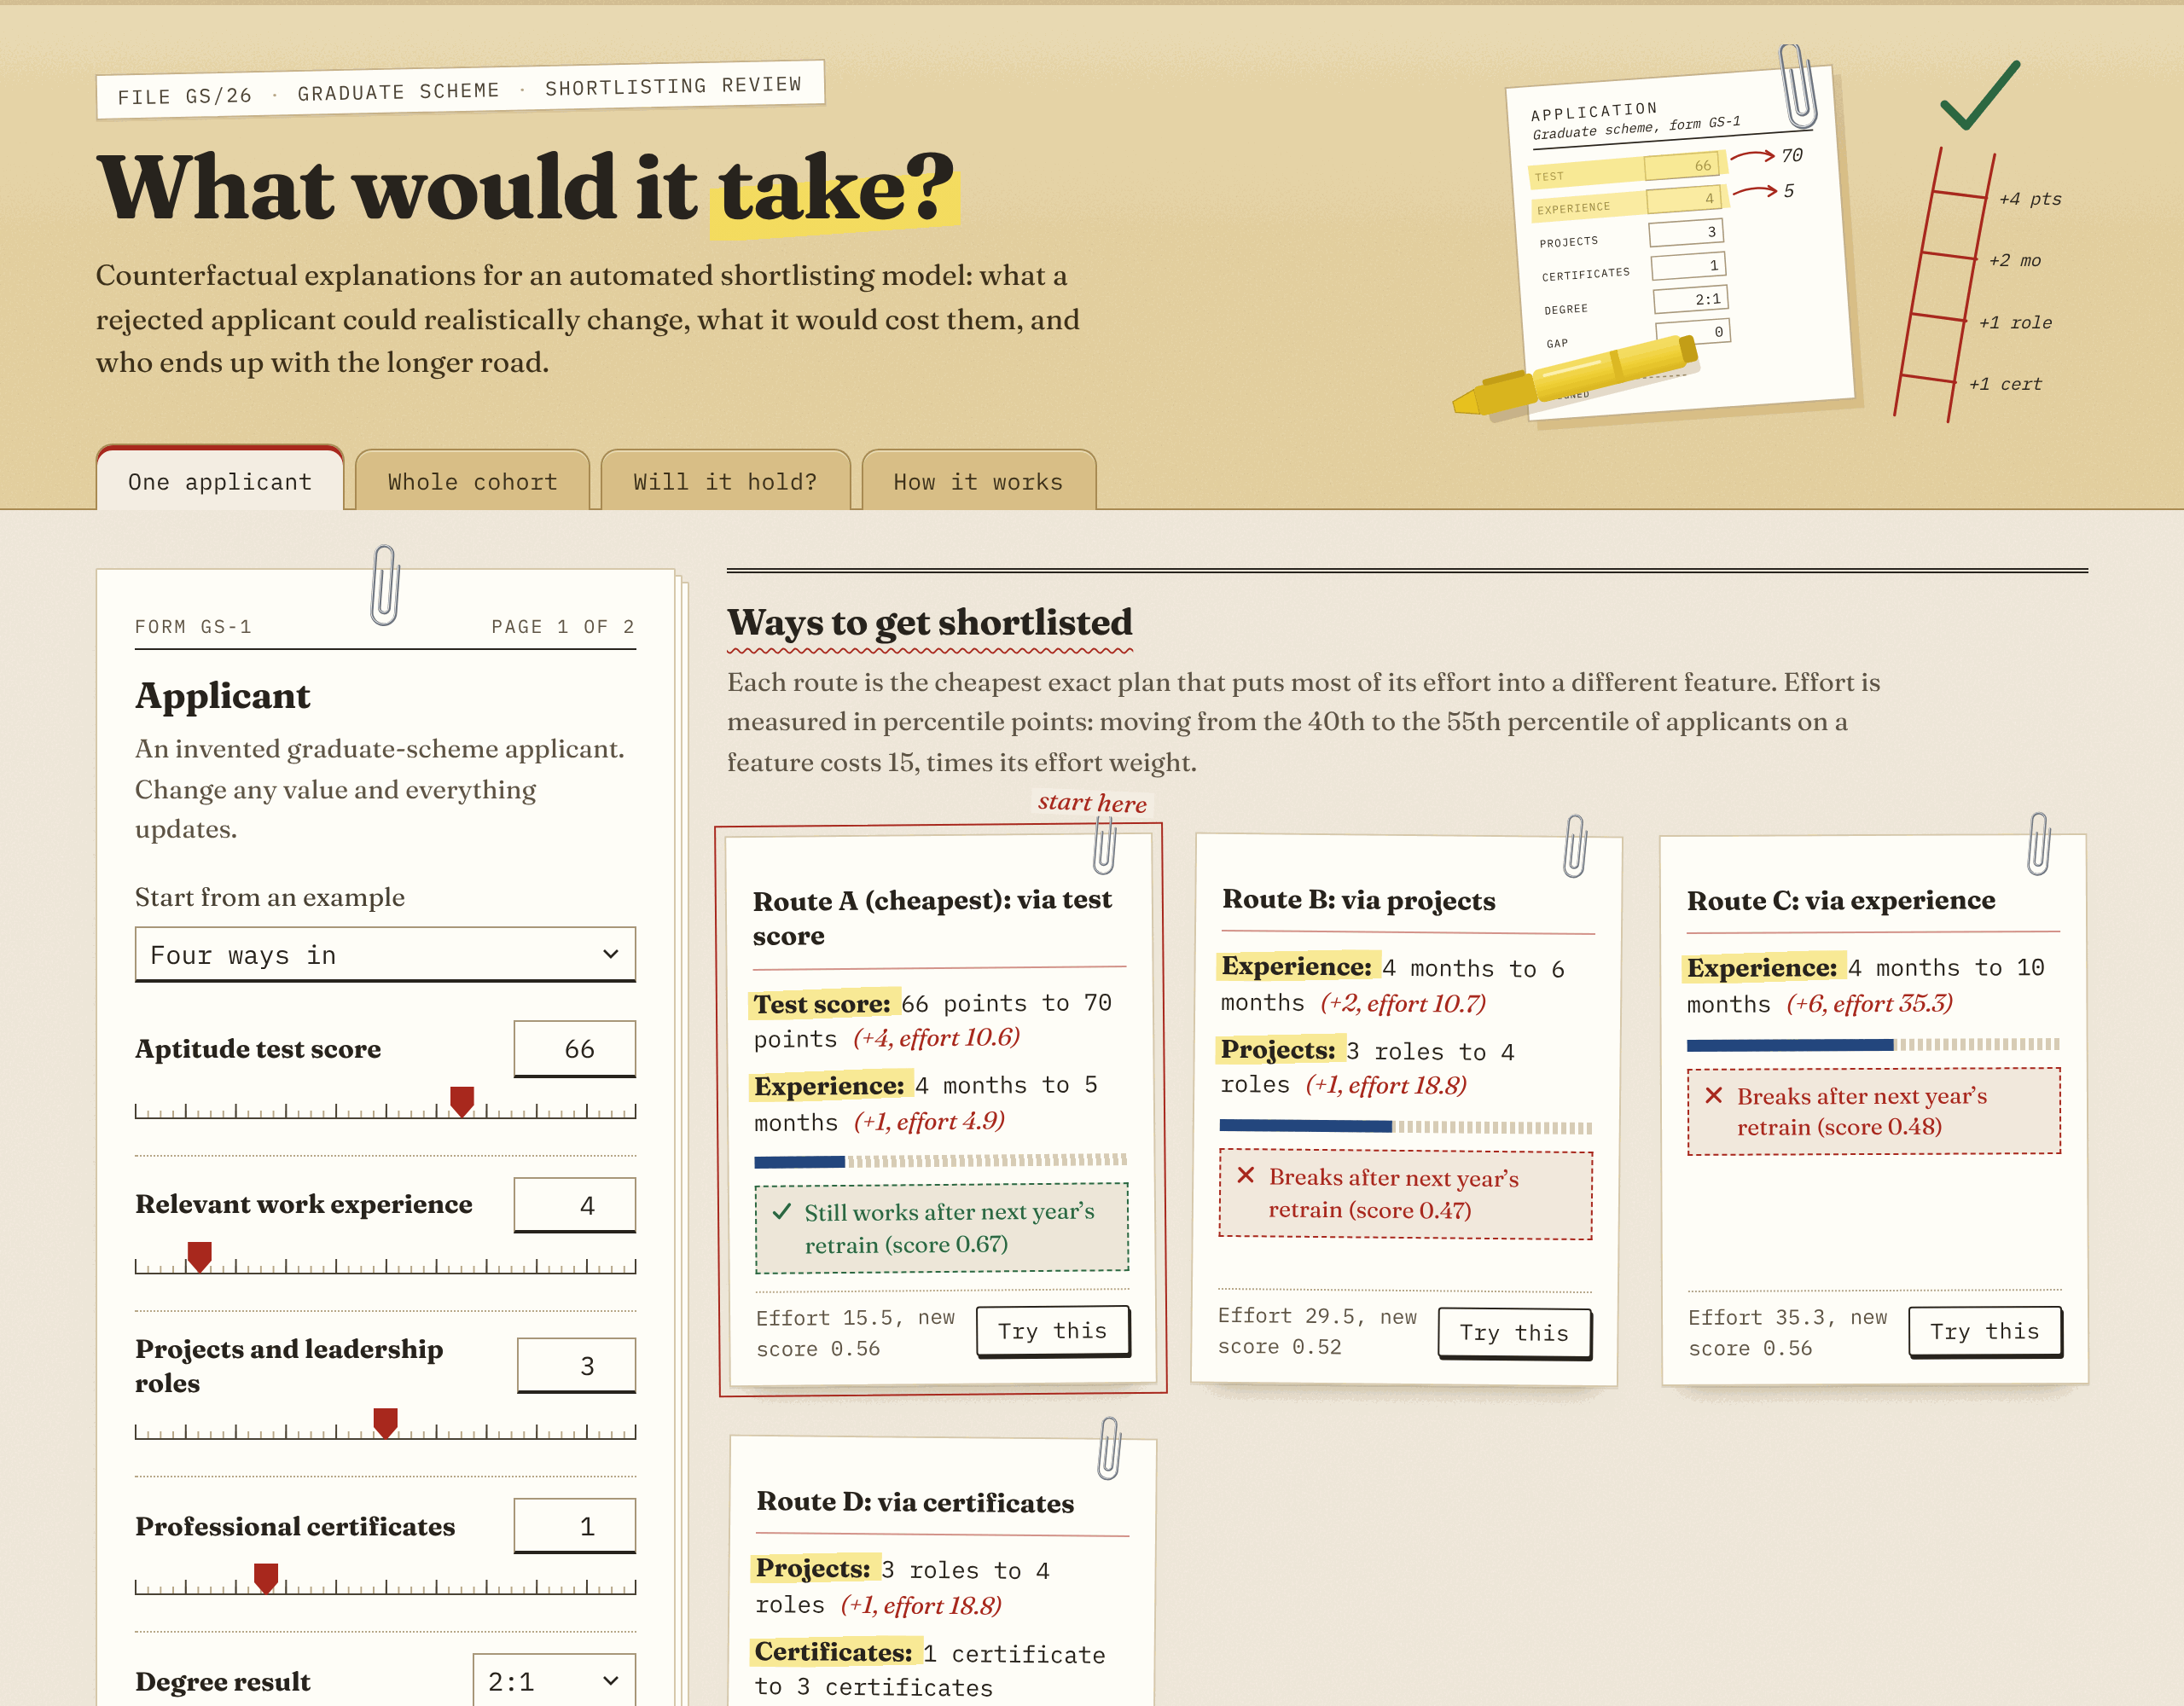 FILE GS/26 · GRADUATE SCHEME · SHORTLISTING REVIEW
What would it take?
Counterfactual explanations for an automated shortlisting model: what a
rejected applicant could realistically change, what it would cost them, and
who ends up with the longer road.
APPLICATION
Graduate scheme, form GS-1
TEST 66 70
EXPERIENCE 4 5
PROJECTS 3
CERTIFICATES 1
DEGREE 2:1
GAP 0
+4 pts
+2 mo
+1 role
+1 cert
One applicant
Whole cohort
Will it hold?
How it works
FORM GS-1 PAGE 1 OF 2
Applicant
An invented graduate-scheme applicant.
Change any value and everything
updates.
Start from an example
Four ways in
Aptitude test score 66
Relevant work experience 4
Projects and leadership
roles 3
Professional certificates 1
Degree result 2:1
Ways to get shortlisted
Each route is the cheapest exact plan that puts most of its effort into a different feature. Effort is
measured in percentile points: moving from the 40th to the 55th percentile of applicants on a
feature costs 15, times its effort weight.
start here
Route A (cheapest): via test
score
Test score: 66 points to 70
points (+4, effort 10.6)
Experience: 4 months to 5
months (+1, effort 4.9)
Still works after next year’s
retrain (score 0.67)
Effort 15.5, new
score 0.56
Try this
Route B: via projects
Experience: 4 months to 6
months (+2, effort 10.7)
Projects: 3 roles to 4
roles (+1, effort 18.8)
Breaks after next year’s
retrain (score 0.47)
Effort 29.5, new
score 0.52
Try this
Route C: via experience
Experience: 4 months to 10
months (+6, effort 35.3)
Breaks after next year’s
retrain (score 0.48)
Effort 35.3, new
score 0.56
Try this
Route D: via certificates
Projects: 3 roles to 4
roles (+1, effort 18.8)
Certificates: 1 certificate
to 3 certificates